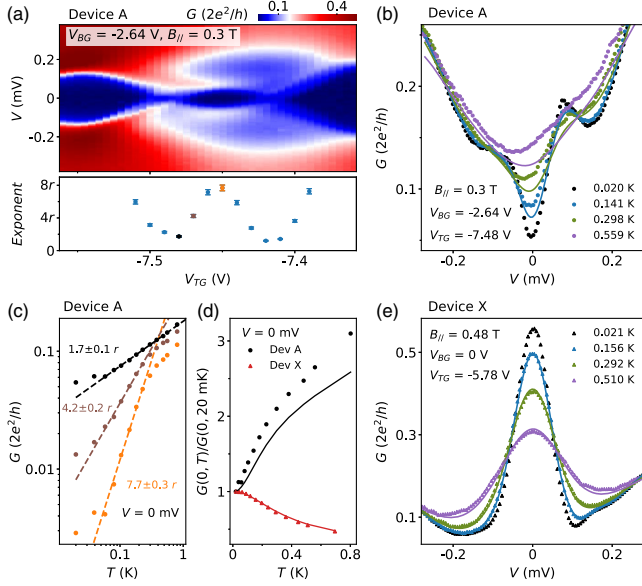 (a) Device A
G (2e²/h)
0.1 0.4
V_BG = -2.64 V, B_// = 0.3 T
V (mV)
0.2
0
-0.2
Exponent
8r
4r
-7.5 -7.4
V_TG (V)
(b) Device A
G (2e²/h)
0.2
0.1
B_// = 0.3 T
V_BG = -2.64 V
V_TG = -7.48 V
0.020 K
0.141 K
0.298 K
0.559 K
-0.2 0 0.2
V (mV)
(c) Device A
G (2e²/h)
0.1
0.01
1.7±0.1 r
4.2±0.2 r
7.7±0.3 r
V = 0 mV
0.1 1
T (K)
(d)
V = 0 mV
Dev A
Dev X
G(0,T)/G(0, 20 mK)
3
2
1
0
0.0 0.4 0.8
T (K)
(e) Device X
G (2e²/h)
0.5
0.3
0.1
B_// = 0.48 T
V_BG = 0 V
V_TG = -5.78 V
0.021 K
0.156 K
0.292 K
0.510 K
-0.2 0 0.2
V (mV)